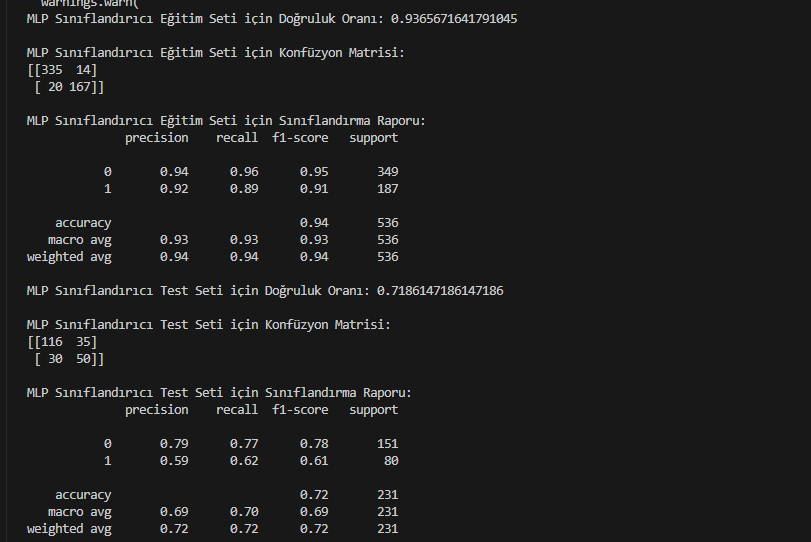 warnings.warn(
MLP Sınıflandırıcı Eğitim Seti için Doğruluk Oranı: 0.9365671641791045
MLP Sınıflandırıcı Eğitim Seti için Konfüzyon Matrisi:
[[335  14]
 [ 20 167]]
MLP Sınıflandırıcı Eğitim Seti için Sınıflandırma Raporu:
              precision    recall  f1-score   support
           0       0.94      0.96      0.95       349
           1       0.92      0.89      0.91       187
    accuracy                           0.94       536
   macro avg       0.93      0.93      0.93       536
weighted avg       0.94      0.94      0.94       536
MLP Sınıflandırıcı Test Seti için Doğruluk Oranı: 0.7186147186147186
MLP Sınıflandırıcı Test Seti için Konfüzyon Matrisi:
[[116  35]
 [ 30  50]]
MLP Sınıflandırıcı Test Seti için Sınıflandırma Raporu:
              precision    recall  f1-score   support
           0       0.79      0.77      0.78       151
           1       0.59      0.62      0.61        80
    accuracy                           0.72       231
   macro avg       0.69      0.70      0.69       231
weighted avg       0.72      0.72      0.72       231